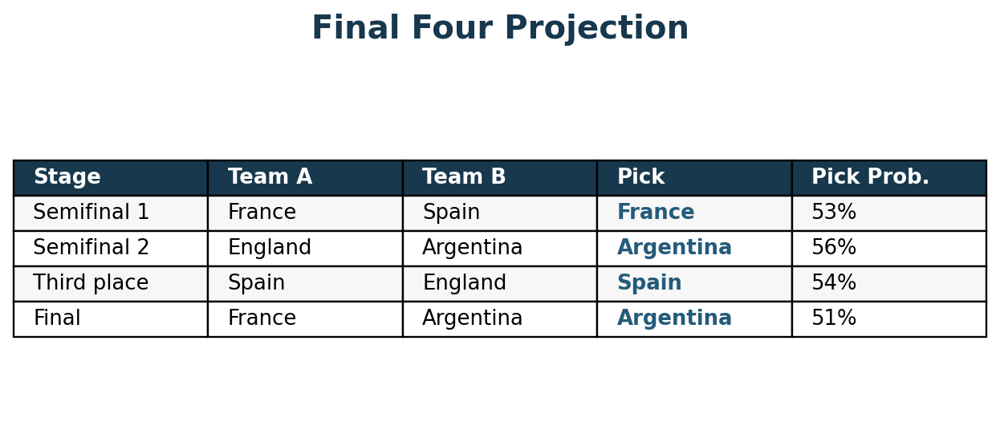 Final Four Projection
Stage Team A Team B Pick Pick Prob.
Semifinal 1 France Spain France 53%
Semifinal 2 England Argentina Argentina 56%
Third place Spain England Spain 54%
Final France Argentina Argentina 51%